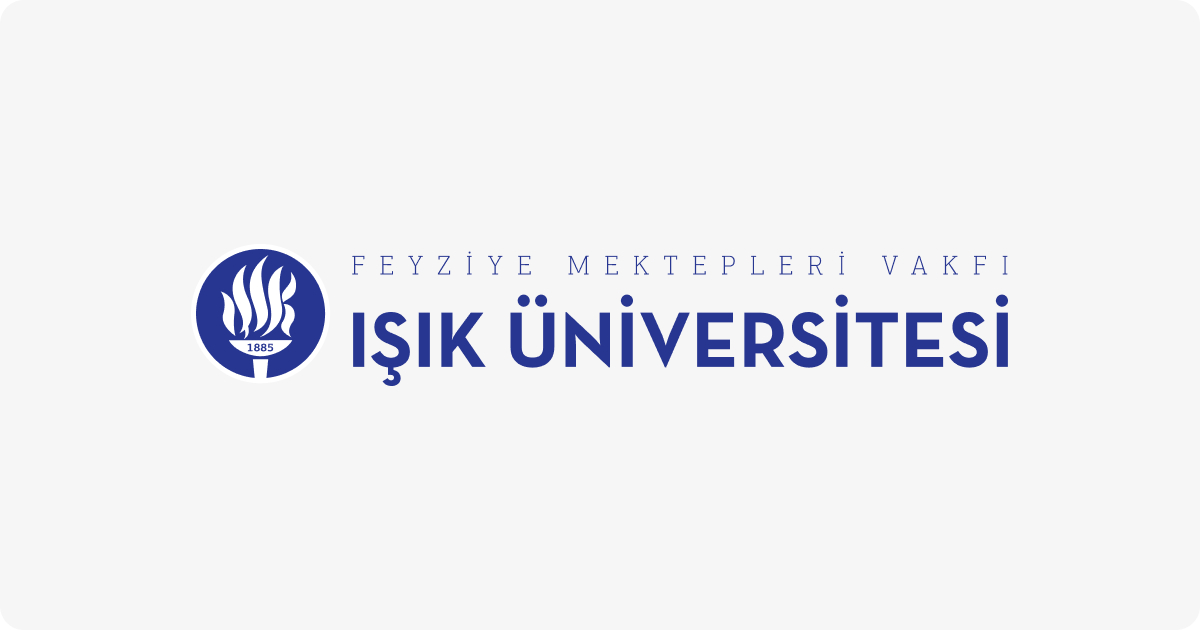 1885
FEYZİYE MEKTEPLERİ VAKFI
IŞIK ÜNİVERSİTESİ